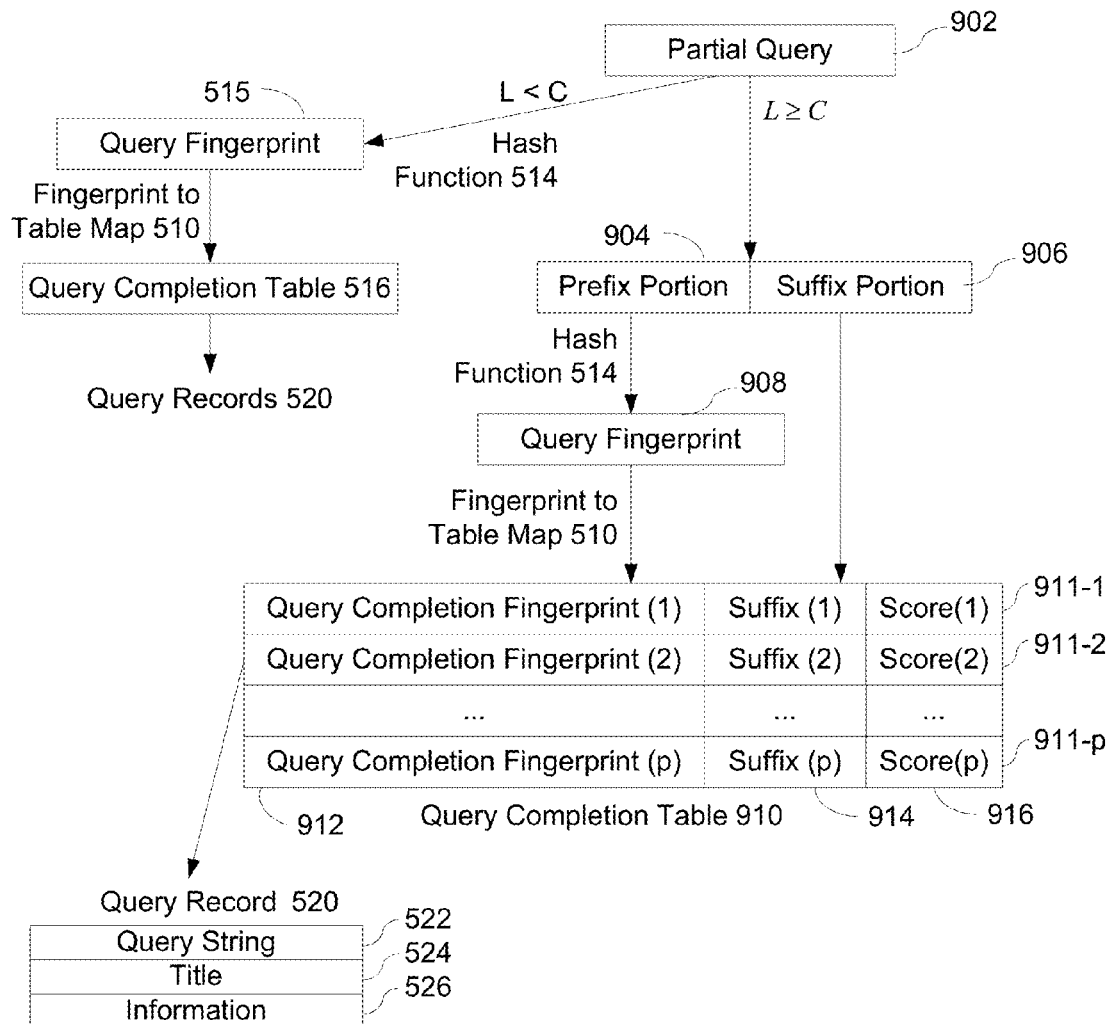 902
Partial Query
515
L < C
L ≥ C
Query Fingerprint
Hash
Function 514
Fingerprint to
Table Map 510
904
906
Query Completion Table 516
Prefix Portion
Suffix Portion
Query Records 520
Hash
Function 514
908
Query Fingerprint
Fingerprint to
Table Map 510
Query Completion Fingerprint (1) Suffix (1) Score(1) 911-1
Query Completion Fingerprint (2) Suffix (2) Score(2) 911-2
... ... ...
Query Completion Fingerprint (p) Suffix (p) Score(p) 911-p
912 Query Completion Table 910 914 916
Query Record 520
522
Query String
524
Title
526
Information